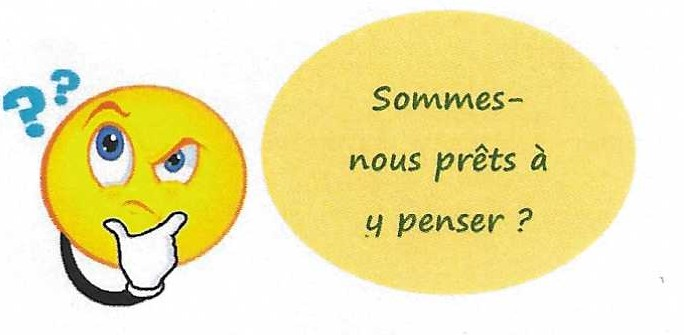 ??
Sommes-
nous prêts à
y penser ?